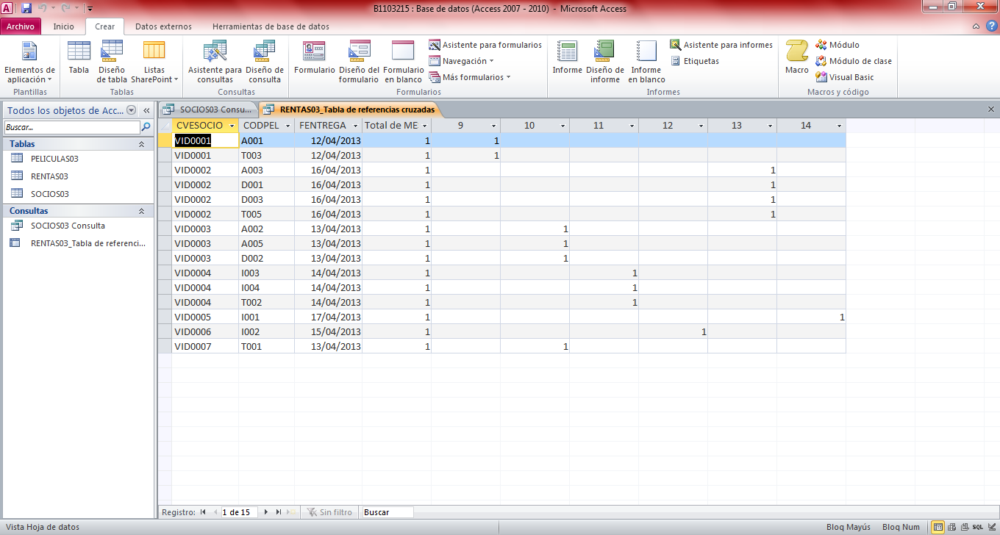 B1103215 : Base de datos (Access 2007 - 2010) - Microsoft Access
Archivo Inicio Crear Datos externos Herramientas de base de datos
Elementos de aplicación
Tabla
Diseño de tabla
Listas SharePoint
Asistente para consultas
Diseño de consulta
Formulario
Diseño del formulario
Formulario en blanco
Asistente para formularios
Navegación
Más formularios
Informe
Diseño de informe
Informe en blanco
Asistente para informes
Etiquetas
Macro
Módulo
Módulo de clase
Visual Basic
Plantillas Tablas Consultas Formularios Informes Macros y código
Todos los objetos de Acc...
Buscar...
Tablas
PELICULAS03
RENTAS03
SOCIOS03
Consultas
SOCIOS03 Consulta
RENTAS03_Tabla de referenci...
SOCIOS03 Consu... RENTAS03_Tabla de referencias cruzadas
CVESOCIO CODPEL FENTREGA Total de ME 9 10 11 12 13 14
VID0001 A001 12/04/2013 1 1
VID0001 T003 12/04/2013 1 1
VID0002 A003 16/04/2013 1 1
VID0002 D001 16/04/2013 1 1
VID0002 D003 16/04/2013 1 1
VID0002 T005 16/04/2013 1 1
VID0003 A002 13/04/2013 1 1
VID0003 A005 13/04/2013 1 1
VID0003 D002 13/04/2013 1 1
VID0004 I003 14/04/2013 1 1
VID0004 I004 14/04/2013 1 1
VID0004 T002 14/04/2013 1 1
VID0005 I001 17/04/2013 1 1
VID0006 I002 15/04/2013 1 1
VID0007 T001 13/04/2013 1 1
Registro: 1 de 15 Sin filtro Buscar
Vista Hoja de datos Bloq Mayús Bloq Num SQL